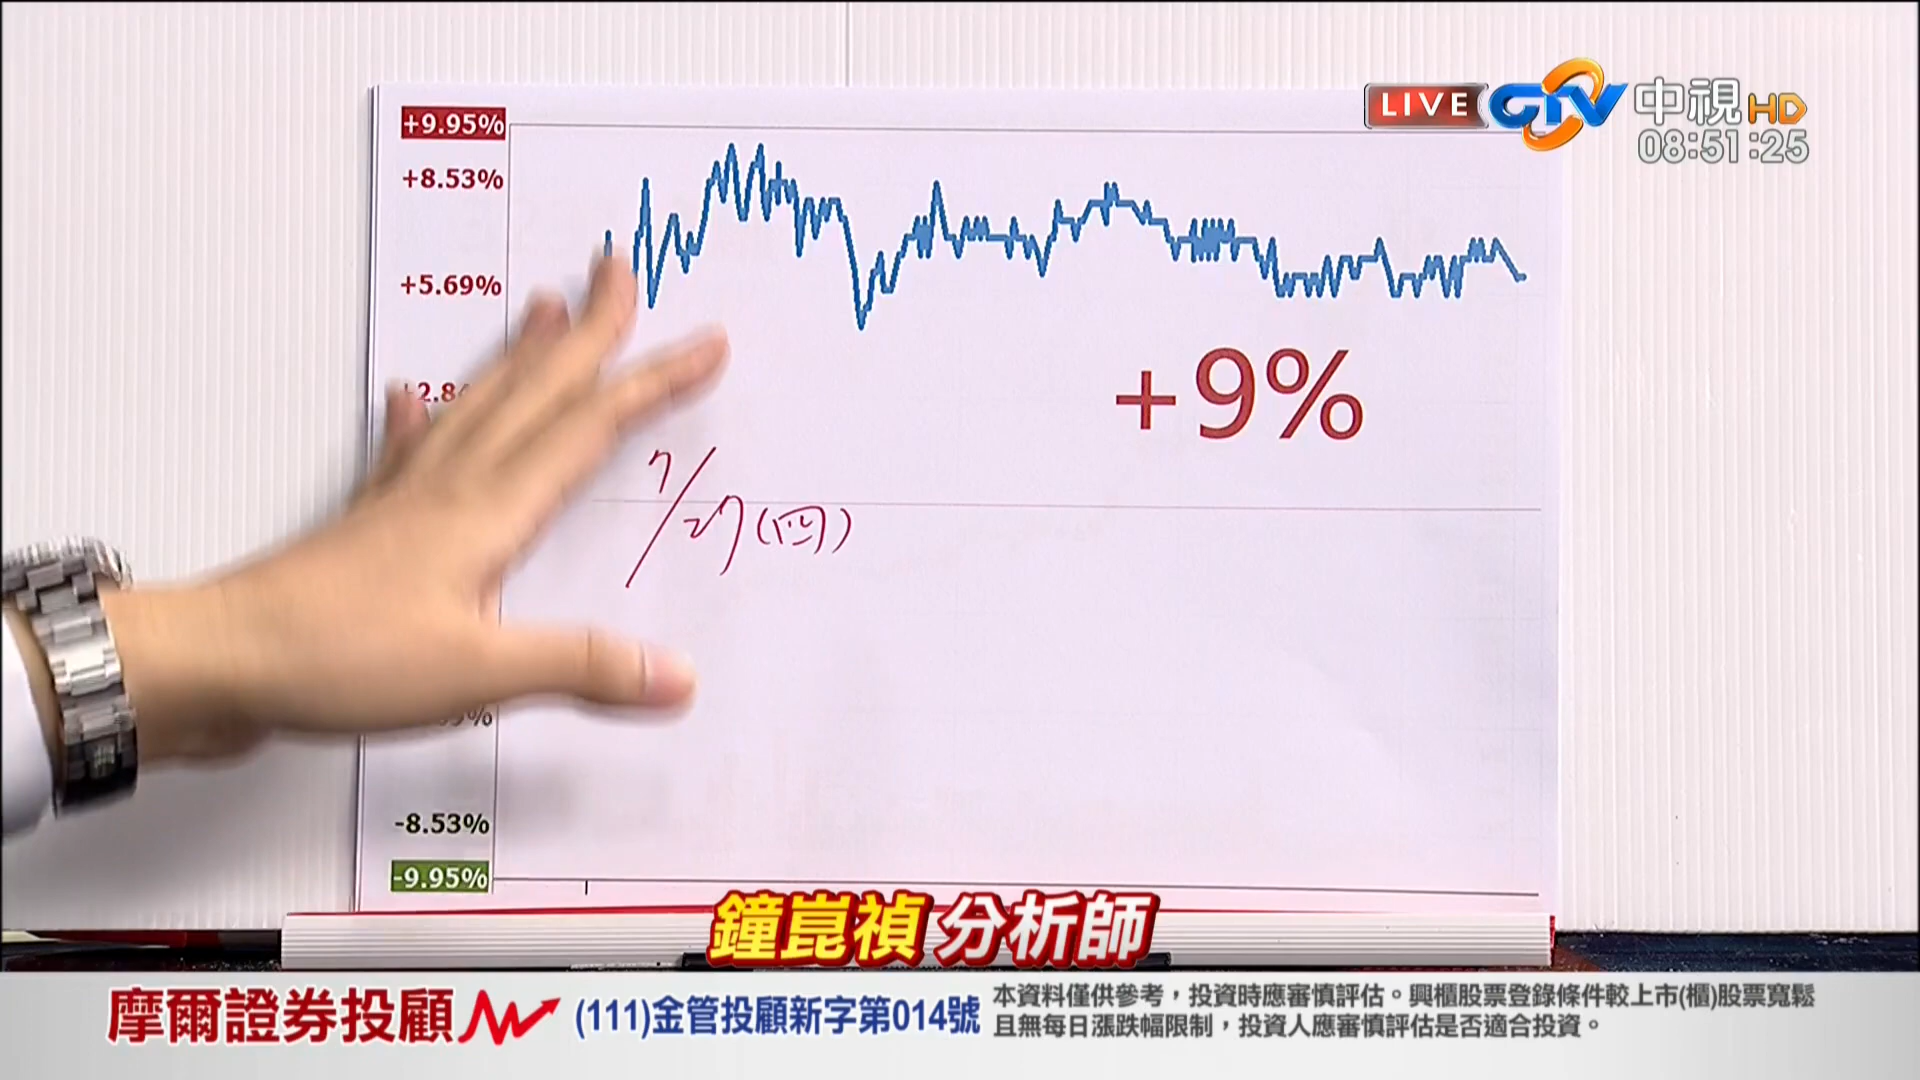 LIVE CTV 中視HD
08:51:25
+9.95%
+8.53%
+5.69%
+9%
7/27(四)
-8.53%
-9.95%
鐘崑禎 分析師
摩爾證券投顧
(111)金管投顧新字第014號
本資料僅供參考，投資時應審慎評估。興櫃股票登錄條件較上市(櫃)股票寬鬆
且無每日漲跌幅限制，投資人應審慎評估是否適合投資。